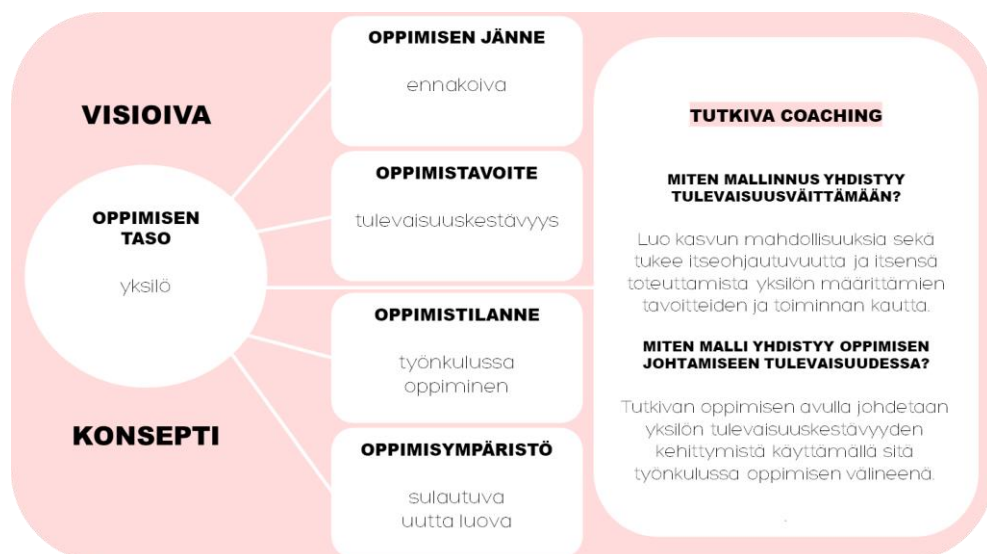 VISIOIVA
OPPIMISEN
TASO
yksilö
KONSEPTI
OPPIMISEN JÄNNE
ennakoiva
OPPIMISTAVOITE
tulevaisuuskestävyys
OPPIMISTILANNE
työnkulussa
oppiminen
OPPIMISYMPÄRISTÖ
sulautuva
uutta luova
TUTKIVA COACHING
MITEN MALLINNUS YHDISTYY
TULEVAISUUSVÄITTÄMÄÄN?
Luo kasvun mahdollisuuksia sekä
tukee itseohjautuvuutta ja itsensä
toteuttamista yksilön määrittämien
tavoitteiden ja toiminnan kautta.
MITEN MALLI YHDISTYY OPPIMISEN
JOHTAMISEEN TULEVAISUUDESSA?
Tutkivan oppimisen avulla johdetaan
yksilön tulevaisuuskestävyyden
kehittymistä käyttämällä sitä
työnkulussa oppimisen välineenä.
.